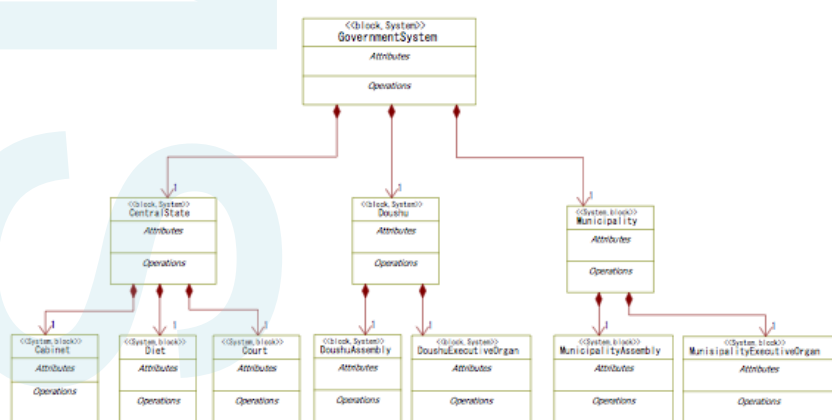 <<block, System>>
GovernmentSystem
Attributes
Operations
1
1
1
<<block, System>>
CentralState
Attributes
Operations
<<block, System>>
Doushu
Attributes
Operations
<<System, block>>
Municipality
Attributes
Operations
1
1
1
1
1
1
1
<<System, block>>
Cabinet
Attributes
Operations
<<System, block>>
Diet
Attributes
Operations
<<System, block>>
Court
Attributes
Operations
<<block, System>>
DoushuAssembly
Attributes
Operations
<<block, System>>
DoushuExecutiveOrgan
Attributes
Operations
<<System, block>>
MunicipalityAssembly
Attributes
Operations
<<System, block>>
MunisipalityExecutiveOrgan
Attributes
Operations